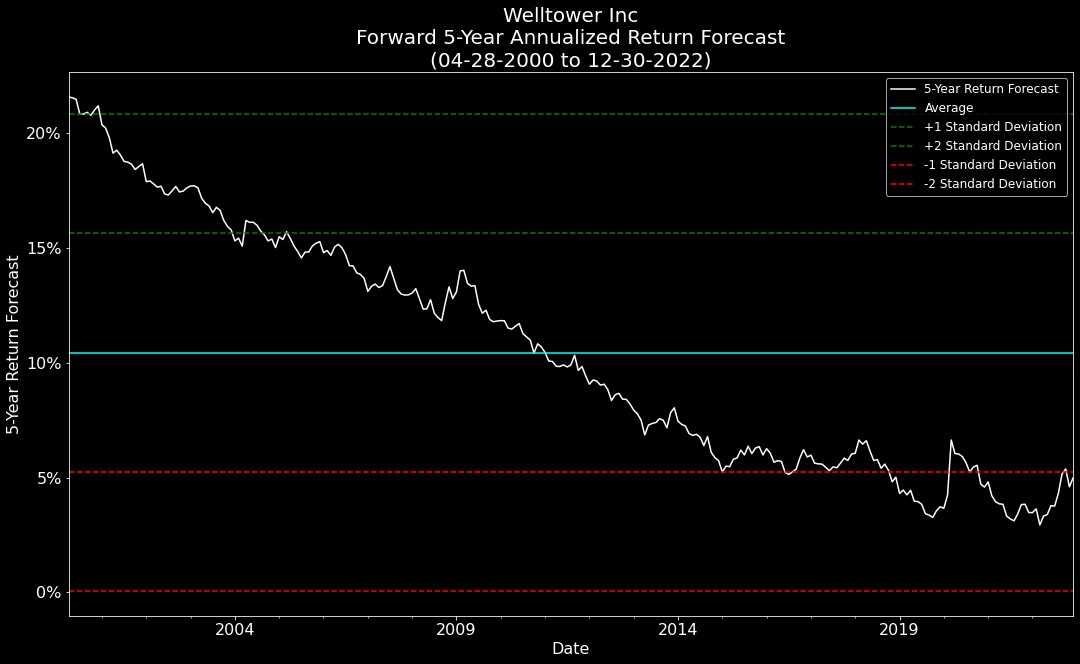 Welltower Inc
Forward 5-Year Annualized Return Forecast
(04-28-2000 to 12-30-2022)
5-Year Return Forecast
Average
+1 Standard Deviation
+2 Standard Deviation
-1 Standard Deviation
-2 Standard Deviation
5-Year Return Forecast
20%
15%
10%
5%
0%
2004
2009
2014
2019
Date